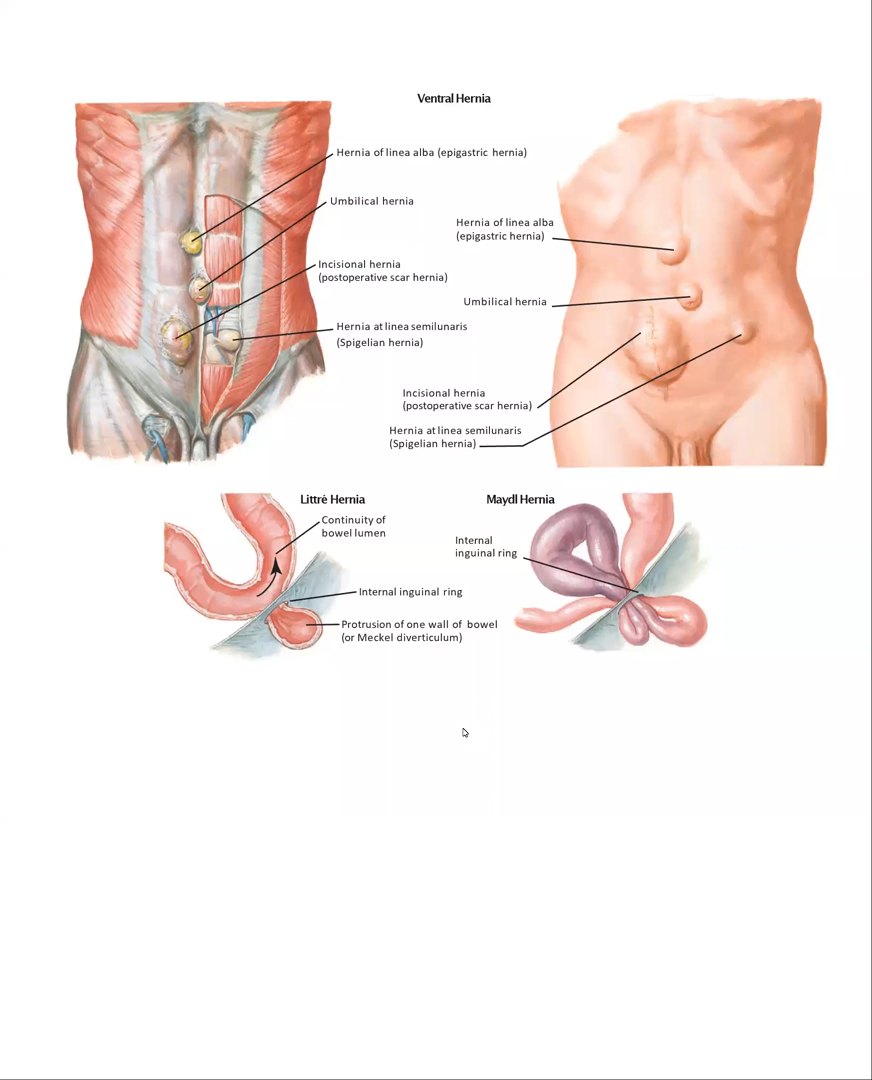 Ventral Hernia
Hernia of linea alba (epigastric hernia)
Umbilical hernia
Incisional hernia
(postoperative scar hernia)
Hernia at linea semilunaris
(Spigelian hernia)
Hernia of linea alba
(epigastric hernia)
Umbilical hernia
Incisional hernia
(postoperative scar hernia)
Hernia at linea semilunaris
(Spigelian hernia)
Littré Hernia
Continuity of
bowel lumen
Internal inguinal ring
Protrusion of one wall of bowel
(or Meckel diverticulum)
Maydl Hernia
Internal
inguinal ring